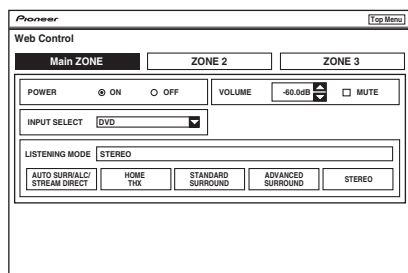 Pioneer
Top Menu
Web Control
Main ZONE
ZONE 2
ZONE 3
POWER
ON
OFF
VOLUME
-60.0dB
MUTE
INPUT SELECT
DVD
LISTENING MODE
STEREO
AUTO SURR/ALC/
STREAM DIRECT
HOME
THX
STANDARD
SURROUND
ADVANCED
SURROUND
STEREO